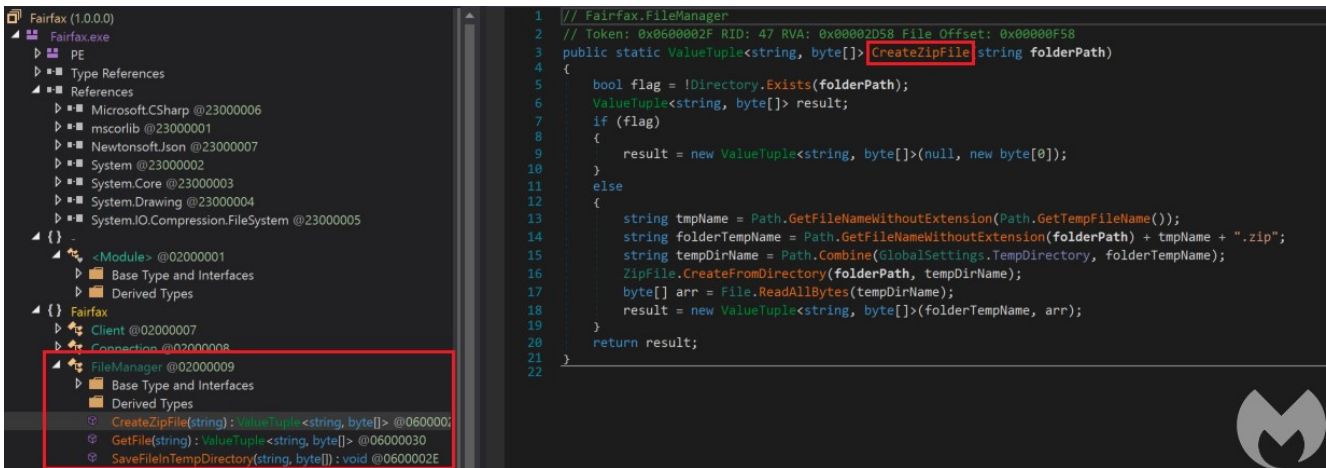 Fairfax (1.0.0.0)
Fairfax.exe
PE
Type References
References
Microsoft.CSharp @23000006
mscorlib @23000001
Newtonsoft.Json @23000007
System @23000002
System.Core @23000003
System.Drawing @23000004
System.IO.Compression.FileSystem @23000005
{ } -
<Module> @02000001
Base Type and Interfaces
Derived Types
{ } Fairfax
Client @02000007
Connection @02000008
FileManager @02000009
Base Type and Interfaces
Derived Types
CreateZipFile(string) : ValueTuple<string, byte[]> @060000
GetFile(string) : ValueTuple<string, byte[]> @06000030
SaveFileInTempDirectory(string, byte[]) : void @0600002E
1 // Fairfax.FileManager
2 // Token: 0x0600002F RID: 47 RVA: 0x00002D58 File Offset: 0x00000F58
3 public static ValueTuple<string, byte[]> CreateZipFile(string folderPath)
4 {
5 bool flag = !Directory.Exists(folderPath);
6 ValueTuple<string, byte[]> result;
7 if (flag)
8 {
9 result = new ValueTuple<string, byte[]>(null, new byte[0]);
10 }
11 else
12 {
13 string tmpName = Path.GetFileNameWithoutExtension(Path.GetTempFileName());
14 string folderTempName = Path.GetFileNameWithoutExtension(folderPath) + tmpName + ".zip";
15 string tempDirName = Path.Combine(GlobalSettings.TempDirectory, folderTempName);
16 ZipFile.CreateFromDirectory(folderPath, tempDirName);
17 byte[] arr = File.ReadAllBytes(tempDirName);
18 result = new ValueTuple<string, byte[]>(folderTempName, arr);
19 }
20 return result;
21 }
22